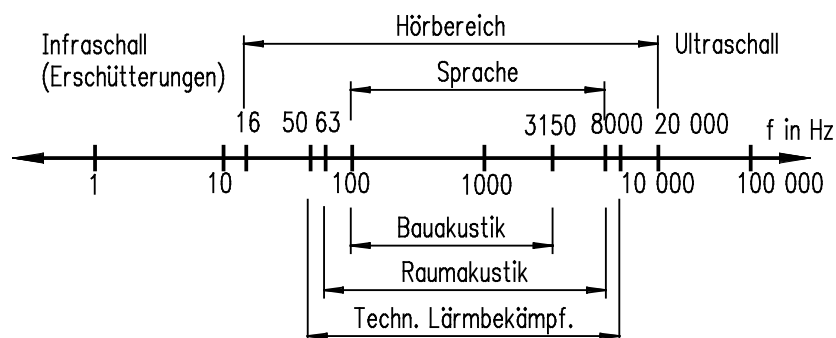 Hörbereich
Infraschall
(Erschütterungen)
Ultraschall
Sprache
16 50 63 3150 8000 20 000 f in Hz
1 10 100 1000 10 000 100 000
Bauakustik
Raumakustik
Techn. Lärmbekämpf.